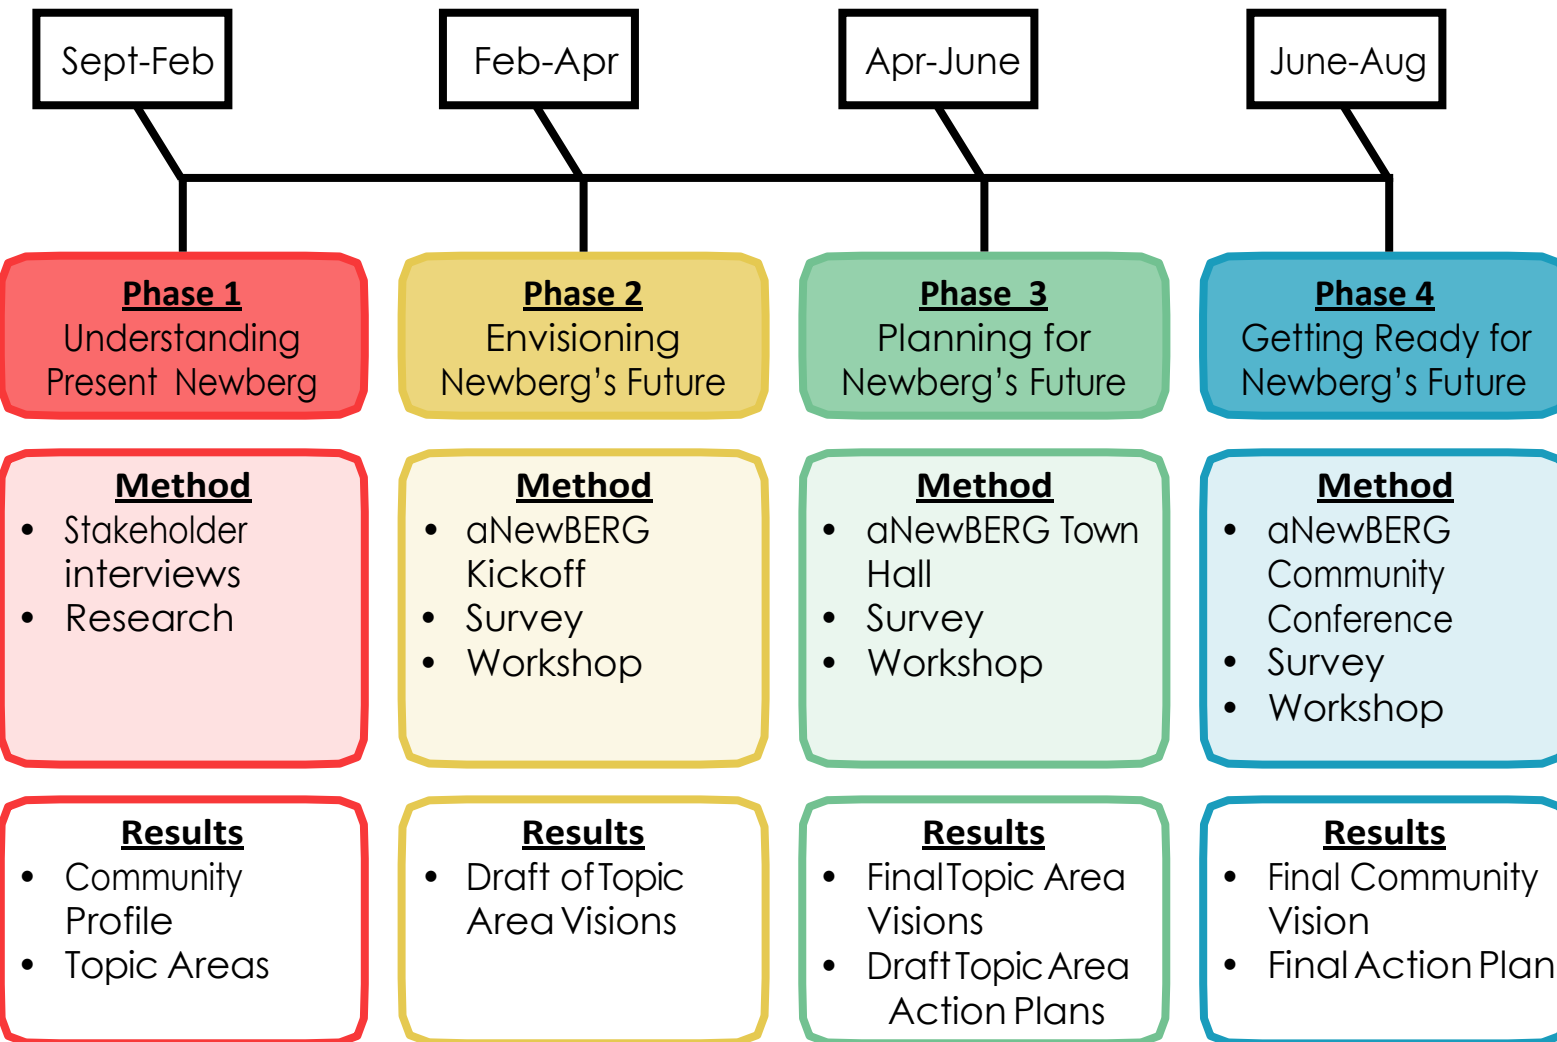 Sept-Feb
Feb-Apr
Apr-June
June-Aug
Phase 1
Understanding
Present Newberg
Phase 2
Envisioning
Newberg's Future
Phase 3
Planning for
Newberg's Future
Phase 4
Getting Ready for
Newberg's Future
Method
• Stakeholder
interviews
• Research
Method
• aNewBERG
Kickoff
• Survey
• Workshop
Method
• aNewBERG Town
Hall
• Survey
• Workshop
Method
• aNewBERG
Community
Conference
• Survey
• Workshop
Results
• Community
Profile
• Topic Areas
Results
• Draft of Topic
Area Visions
Results
• Final Topic Area
Visions
• Draft Topic Area
Action Plans
Results
• Final Community
Vision
• Final Action Plan